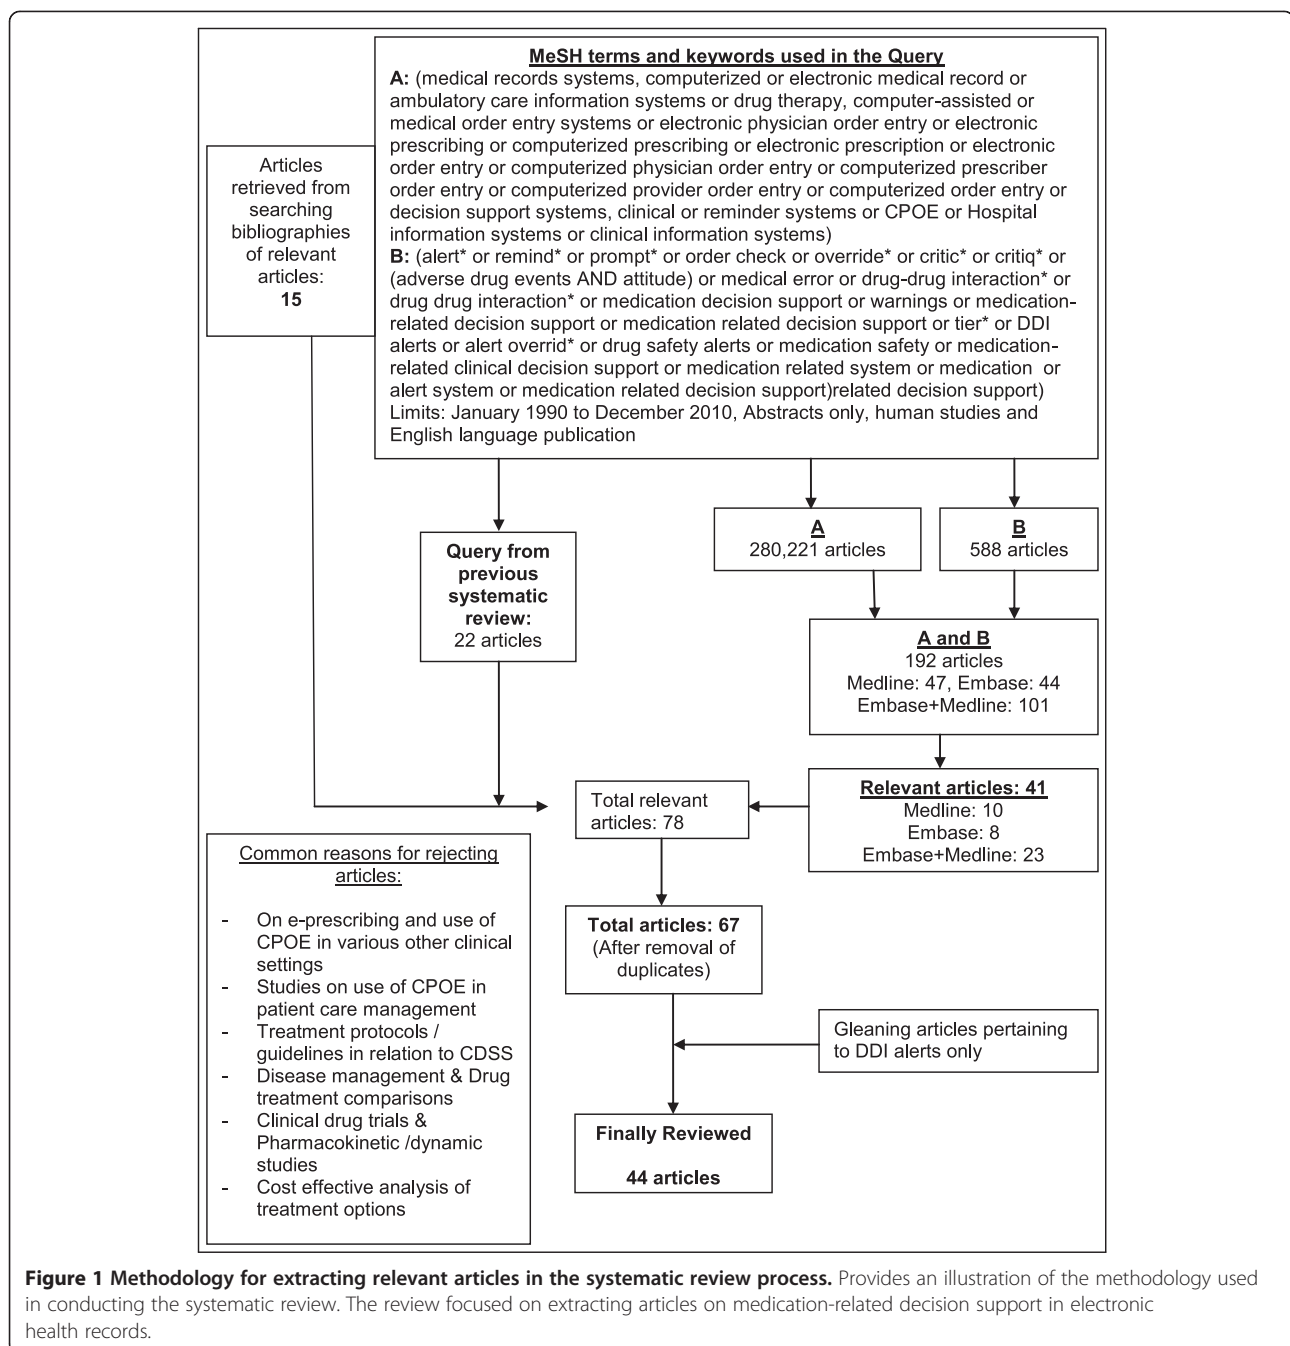 MeSH terms and keywords used in the Query
A: (medical records systems, computerized or electronic medical record or
ambulatory care information systems or drug therapy, computer-assisted or
medical order entry systems or electronic physician order entry or electronic
prescribing or computerized prescribing or electronic prescription or electronic
order entry or computerized physician order entry or computerized prescriber
order entry or computerized provider order entry or computerized order entry or
decision support systems, clinical or reminder systems or CPOE or Hospital
information systems or clinical information systems)
B: (alert* or remind* or prompt* or order check or override* or critic* or critiq* or
(adverse drug events AND attitude) or medical error or drug-drug interaction* or
drug drug interaction* or medication decision support or warnings or medication-
related decision support or medication related decision support or tier* or DDI
alerts or alert overrid* or drug safety alerts or medication safety or medication-
related clinical decision support or medication related system or medication or
alert system or medication related decision support)related decision support)
Limits: January 1990 to December 2010, Abstracts only, human studies and
English language publication
Articles
retrieved from
searching
bibliographies
of relevant
articles:
15
Query from
previous
systematic
review:
22 articles
A
280,221 articles
B
588 articles
A and B
192 articles
Medline: 47, Embase: 44
Embase+Medline: 101
Relevant articles: 41
Medline: 10
Embase: 8
Embase+Medline: 23
Total relevant
articles: 78
Total articles: 67
(After removal of
duplicates)
Gleaning articles pertaining
to DDI alerts only
Finally Reviewed
44 articles
Common reasons for rejecting
articles:
- On e-prescribing and use of
CPOE in various other clinical
settings
- Studies on use of CPOE in
patient care management
- Treatment protocols /
guidelines in relation to CDSS
- Disease management & Drug
treatment comparisons
- Clinical drug trials &
Pharmacokinetic /dynamic
studies
- Cost effective analysis of
treatment options
Figure 1 Methodology for extracting relevant articles in the systematic review process. Provides an illustration of the methodology used
in conducting the systematic review. The review focused on extracting articles on medication-related decision support in electronic
health records.